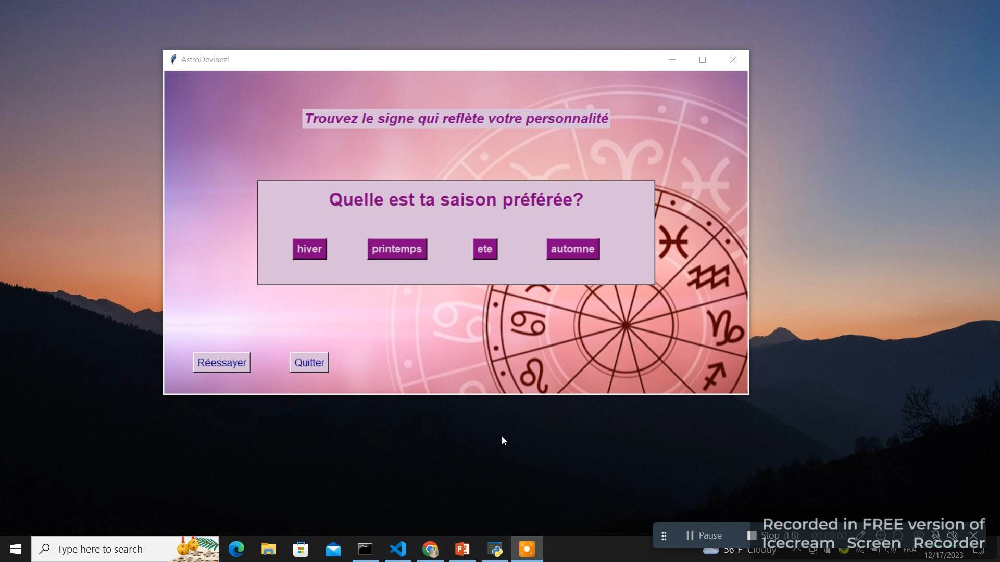 AstroDevinez!
Trouvez le signe qui reflète votre personnalité
Quelle est ta saison préférée?
hiver printemps ete automne
Réessayer Quitter
Recorded in FREE version of
Icecream Screen Recorder
Pause Stop (F8) 00:00:00
Type here to search
56°F Cloudy FRA
12/17/2023